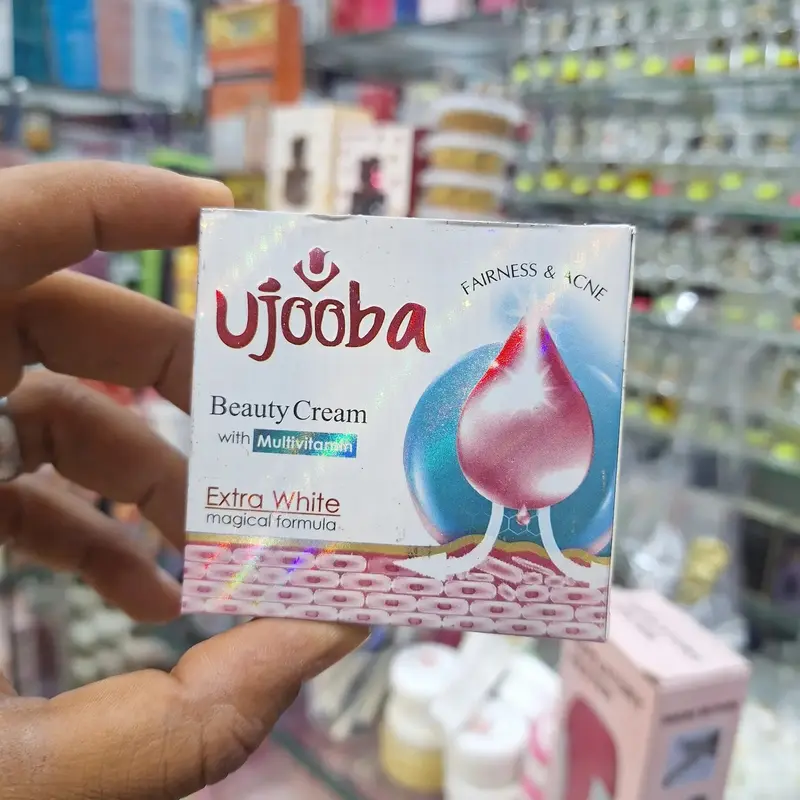 Ujooba
FAIRNESS & ACNE
Beauty Cream
with Multivitamin
Extra White
magical formula